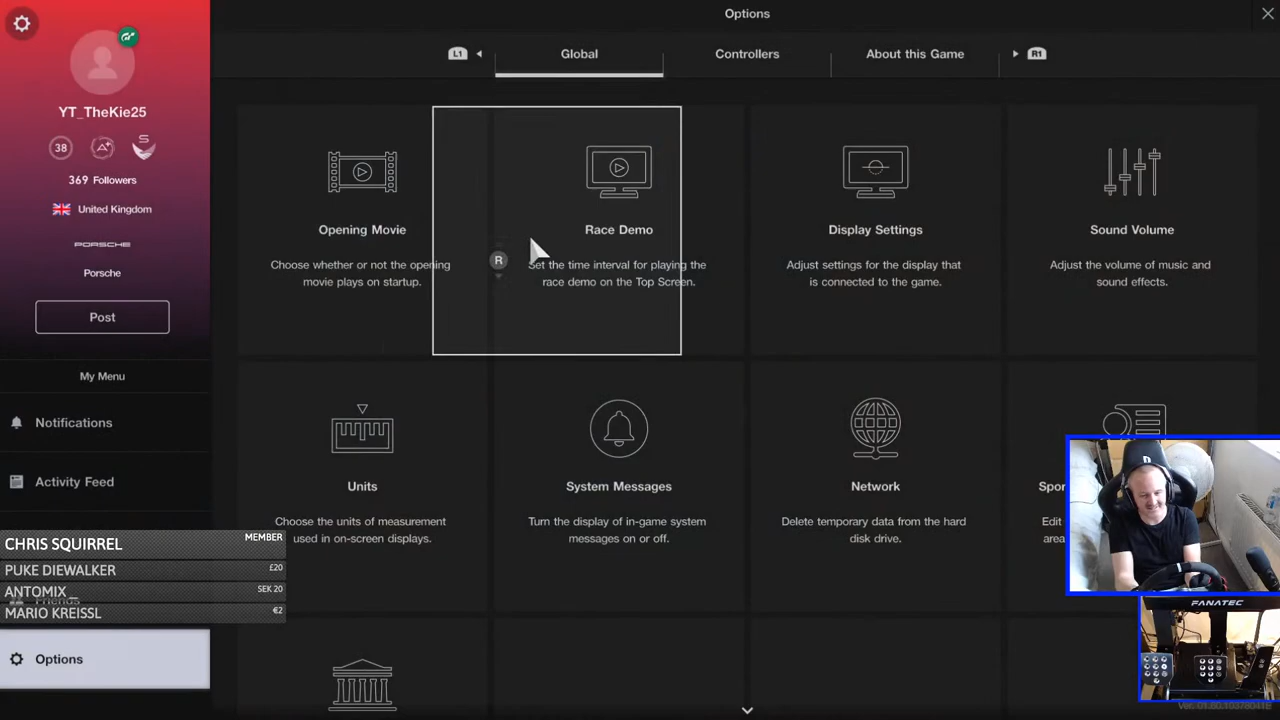 Options
L1
Global
Controllers
About this Game
R1
YT_TheKie25
38
A+
S
369 Followers
United Kingdom
PORSCHE
Porsche
Post
My Menu
Notifications
Activity Feed
Options
Opening Movie
Choose whether or not the opening
movie plays on startup.
R
Race Demo
Set the time interval for playing the
race demo on the Top Screen.
Display Settings
Adjust settings for the display that
is connected to the game.
Sound Volume
Adjust the volume of music and
sound effects.
Units
Choose the units of measurement
used in on-screen displays.
System Messages
Turn the display of in-game system
messages on or off.
Network
Delete temporary data from the hard
disk drive.
Spor
Edit
area
CHRIS SQUIRREL MEMBER
PUKE DIEWALKER £20
ANTOMIX_ SEK 20
MARIO KREISSL €2
FANATEC